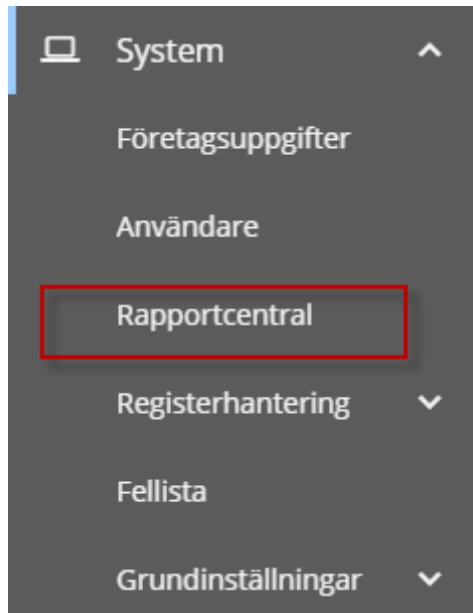 System
Företagsuppgifter
Användare
Rapportcentral
Registerhantering
Fellista
Grundinställningar